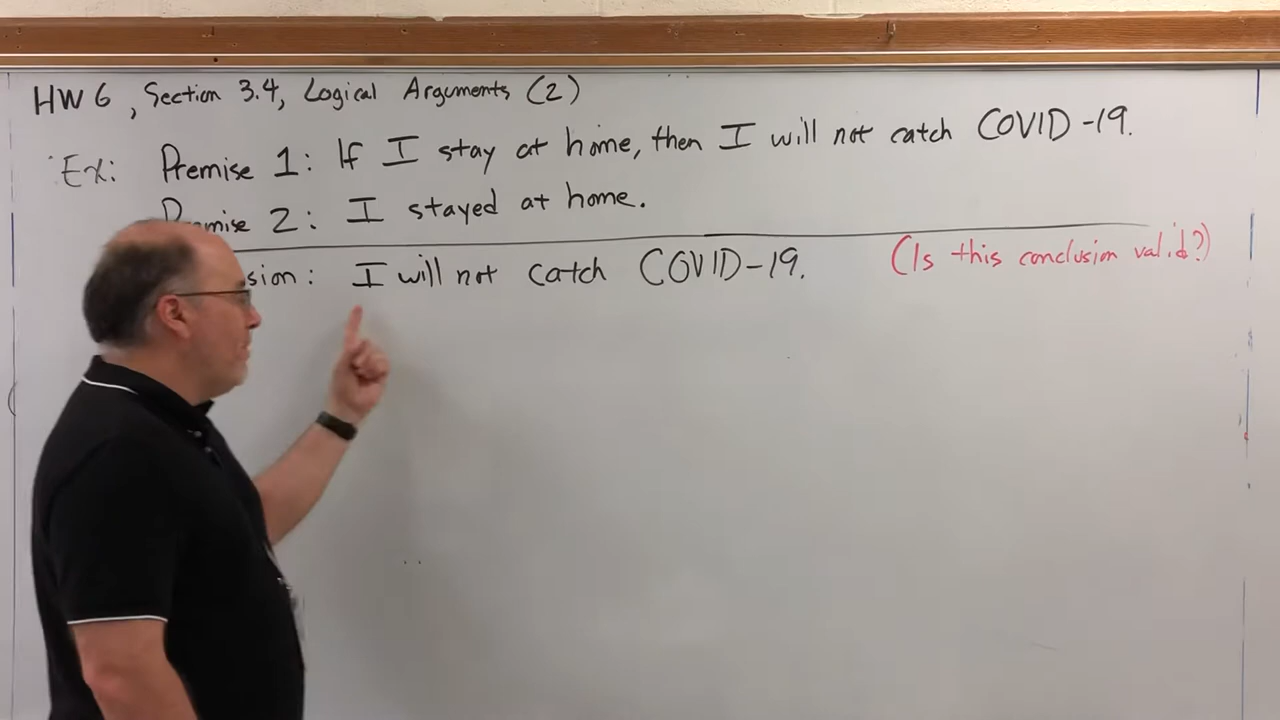 HW 6, Section 3.4, Logical Arguments (2)
Ex: Premise 1: If I stay at home, then I will not catch COVID-19.
Premise 2: I stayed at home.
sion: I will not catch COVID-19. (Is this conclusion valid?)